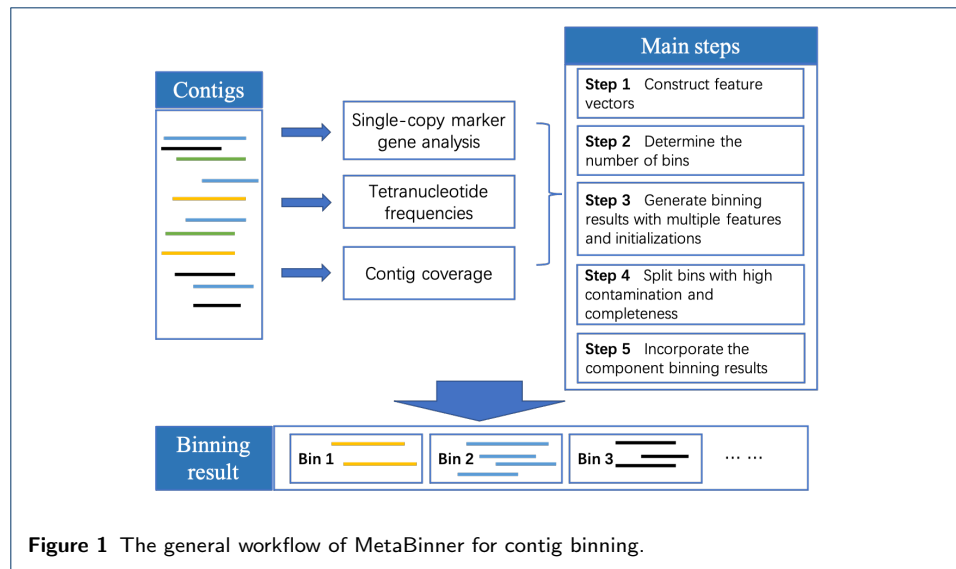 Contigs
Single-copy marker
gene analysis
Tetranucleotide
frequencies
Contig coverage
Main steps
Step 1 Construct feature
vectors
Step 2 Determine the
number of bins
Step 3 Generate binning
results with multiple features
and initializations
Step 4 Split bins with high
contamination and
completeness
Step 5 Incorporate the
component binning results
Binning
result
Bin 1
Bin 2
Bin 3
... ...
Figure 1 The general workflow of MetaBinner for contig binning.